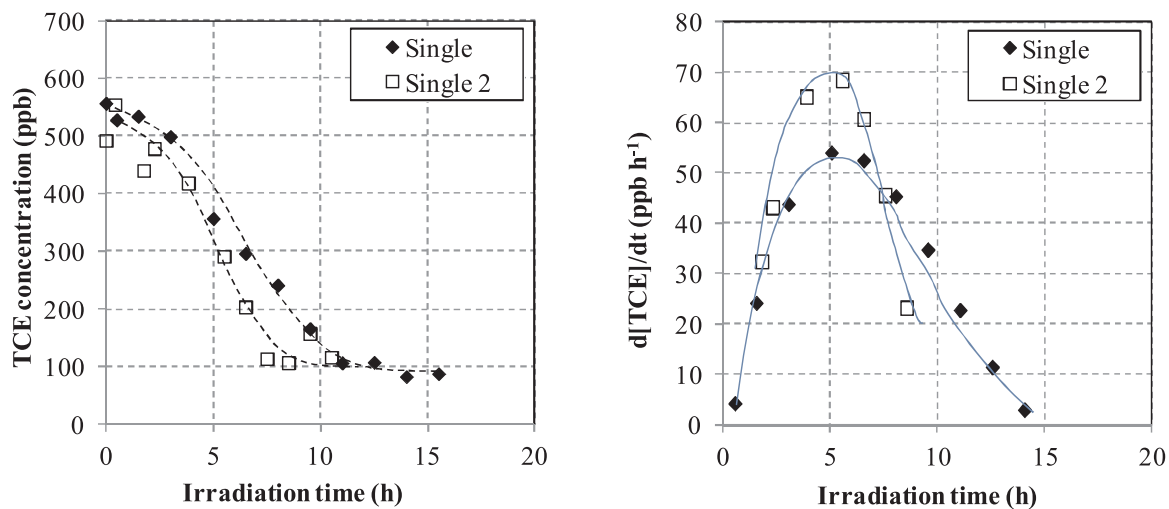 700
600
500
400
300
200
100
0
TCE concentration (ppb)
Single
Single 2
0 5 10 15 20
Irradiation time (h)
80
70
60
50
40
30
20
10
0
d[TCE]/dt (ppb h⁻¹)
Single
Single 2
0 5 10 15 20
Irradiation time (h)